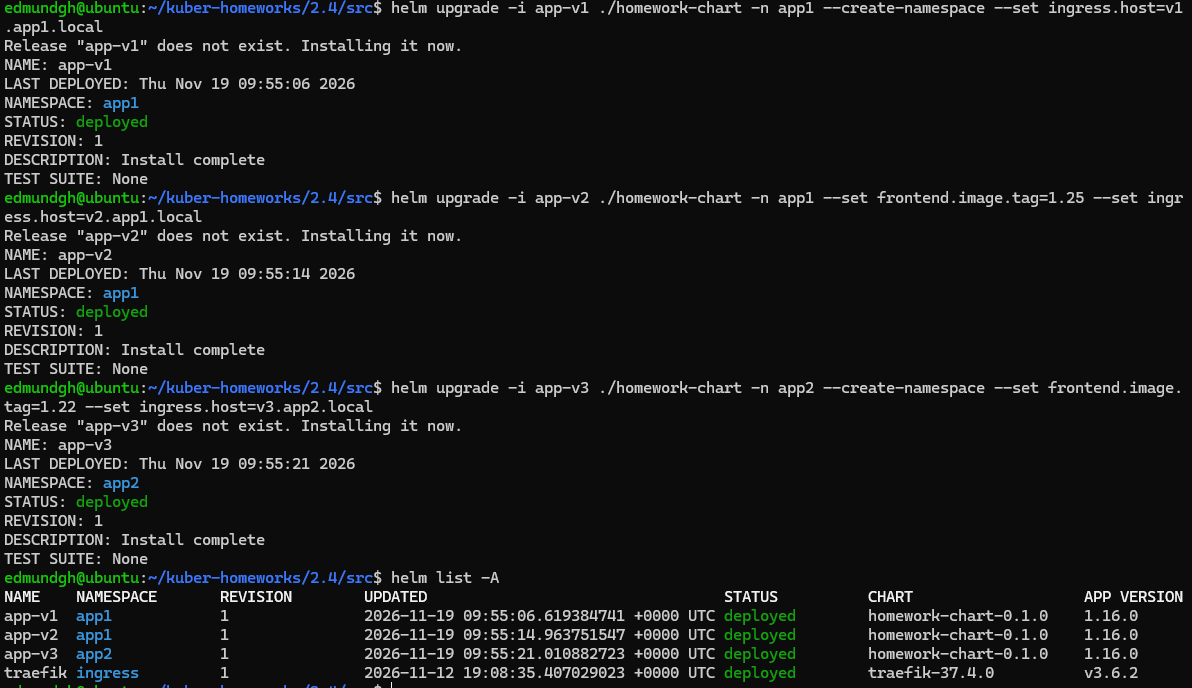 edmundgh@ubuntu:~/kuber-homeworks/2.4/src$ helm upgrade -i app-v1 ./homework-chart -n app1 --create-namespace --set ingress.host=v1
.app1.local
Release "app-v1" does not exist. Installing it now.
NAME: app-v1
LAST DEPLOYED: Thu Nov 19 09:55:06 2026
NAMESPACE: app1
STATUS: deployed
REVISION: 1
DESCRIPTION: Install complete
TEST SUITE: None
edmundgh@ubuntu:~/kuber-homeworks/2.4/src$ helm upgrade -i app-v2 ./homework-chart -n app1 --set frontend.image.tag=1.25 --set ingr
ess.host=v2.app1.local
Release "app-v2" does not exist. Installing it now.
NAME: app-v2
LAST DEPLOYED: Thu Nov 19 09:55:14 2026
NAMESPACE: app1
STATUS: deployed
REVISION: 1
DESCRIPTION: Install complete
TEST SUITE: None
edmundgh@ubuntu:~/kuber-homeworks/2.4/src$ helm upgrade -i app-v3 ./homework-chart -n app2 --create-namespace --set frontend.image.
tag=1.22 --set ingress.host=v3.app2.local
Release "app-v3" does not exist. Installing it now.
NAME: app-v3
LAST DEPLOYED: Thu Nov 19 09:55:21 2026
NAMESPACE: app2
STATUS: deployed
REVISION: 1
DESCRIPTION: Install complete
TEST SUITE: None
edmundgh@ubuntu:~/kuber-homeworks/2.4/src$ helm list -A
NAME NAMESPACE REVISION UPDATED STATUS CHART APP VERSION
app-v1 app1 1 2026-11-19 09:55:06.619384741 +0000 UTC deployed homework-chart-0.1.0 1.16.0
app-v2 app1 1 2026-11-19 09:55:14.963751547 +0000 UTC deployed homework-chart-0.1.0 1.16.0
app-v3 app2 1 2026-11-19 09:55:21.010882723 +0000 UTC deployed homework-chart-0.1.0 1.16.0
traefik ingress 1 2026-11-12 19:08:35.407029023 +0000 UTC deployed traefik-37.4.0 v3.6.2